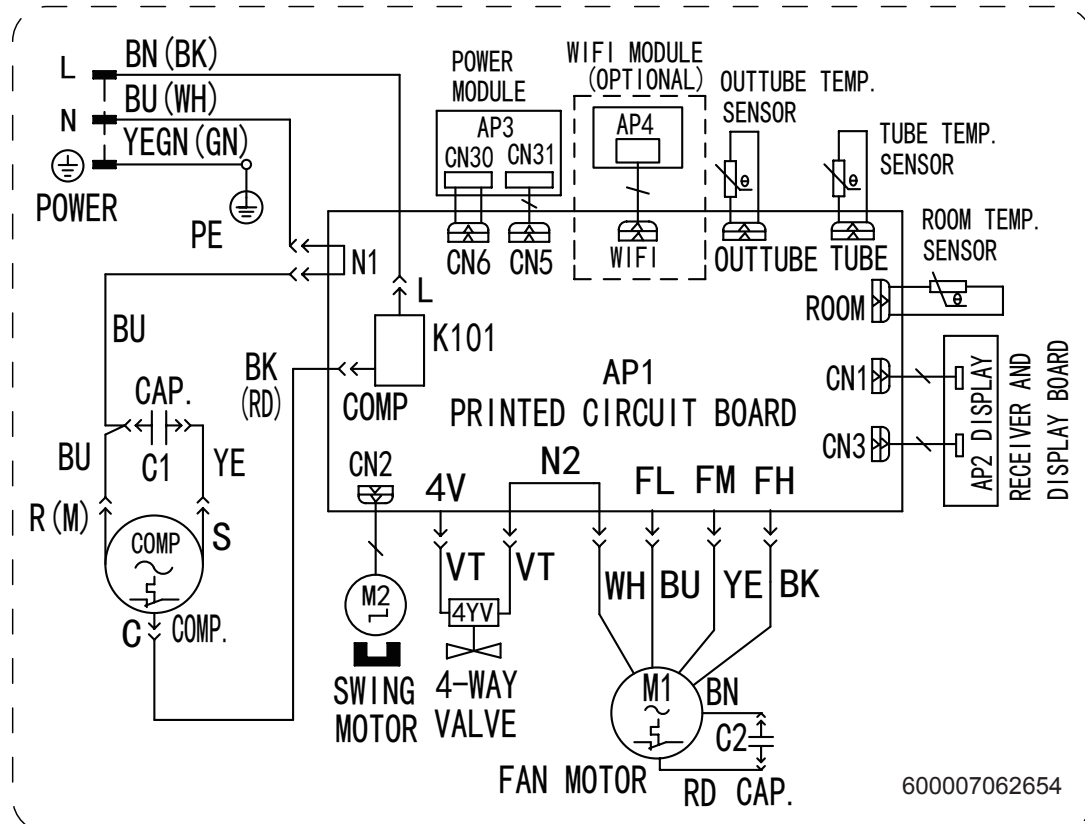 L
BN(BK)
N
BU(WH)
YEGN(GN)
POWER
PE
POWER
MODULE
AP3
CN30 CN31
CN6 CN5
WIFI MODULE
(OPTIONAL)
AP4
WIFI
OUTTUBE TEMP.
SENSOR
θ
OUTTUBE
TUBE TEMP.
SENSOR
θ
TUBE
ROOM TEMP.
SENSOR
θ
ROOM
N1
L
K101
BK
(RD)
COMP
AP1
PRINTED CIRCUIT BOARD
CN1
CN3
AP2 DISPLAY
RECEIVER AND
DISPLAY BOARD
BU
CAP.
C1
BU
YE
R(M)
S
COMP
C
COMP.
CN2
M2
SWING
MOTOR
4V
N2
VT
VT
4YV
4-WAY
VALVE
FL FM FH
WH BU YE BK
M1
BN
C2
FAN MOTOR
RD CAP.
600007062654